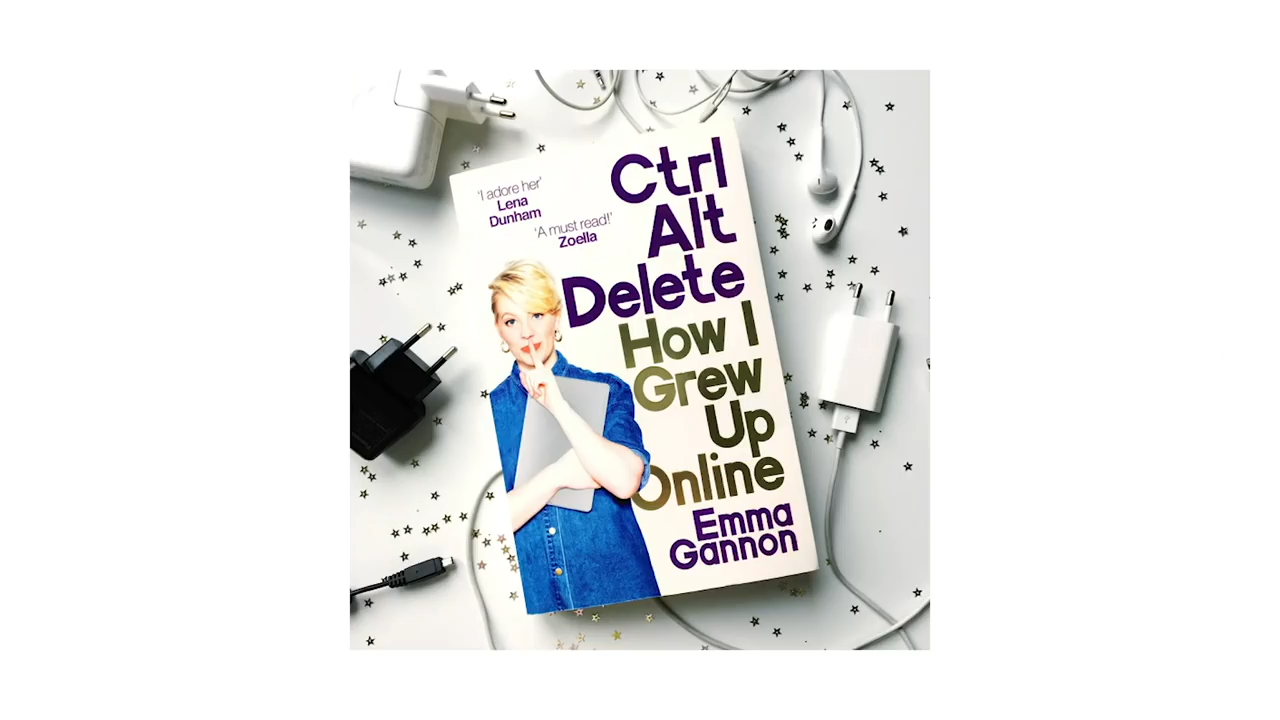 'I adore her'
Lena
Dunham
'A must read!'
Zoella
Ctrl
Alt
Delete
How I
Grew
Up
Online
Emma
Gannon